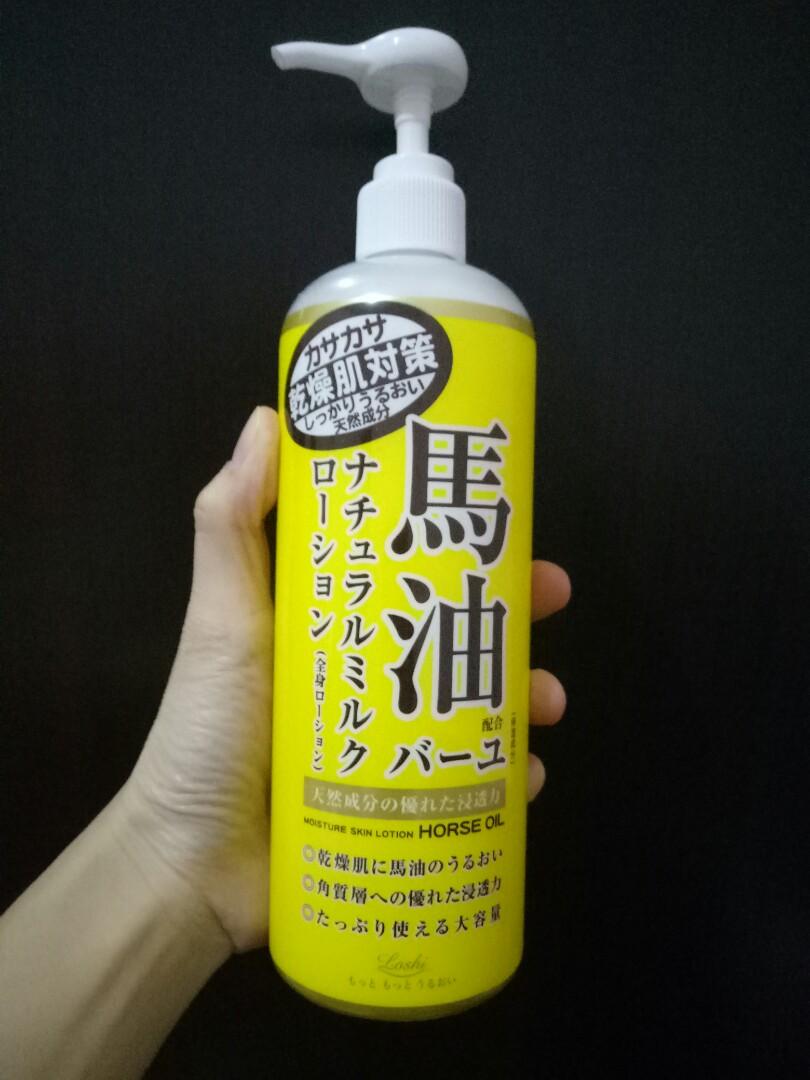 カサカサ
乾燥肌対策
しっかりうるおい
天然成分
馬油
配合
バーユ
ナチュラルミルク
ローション
(全身ローション)
天然成分の優れた浸透力
MOISTURE SKIN LOTION HORSE OIL
乾燥肌に馬油のうるおい
角質層への優れた浸透力
たっぷり使える大容量
Loshi
もっと もっと うるおい